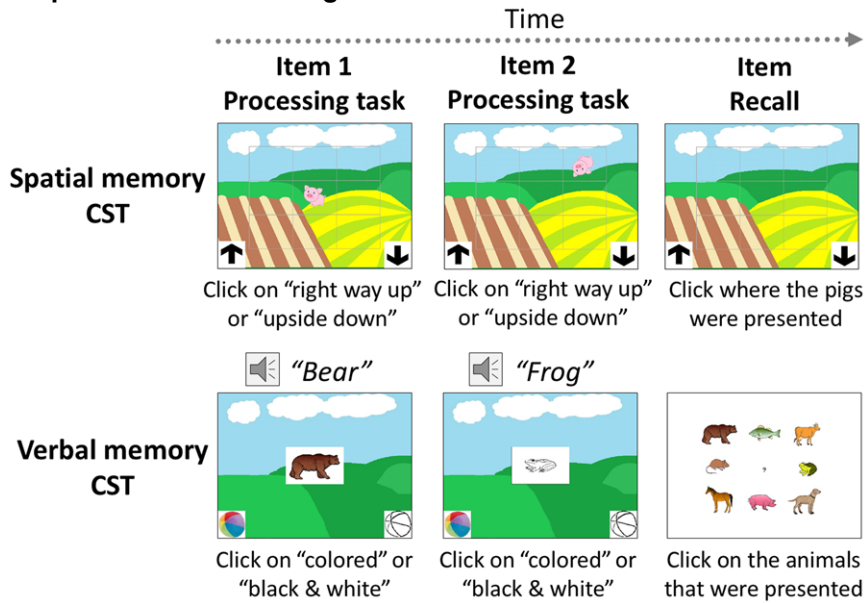 Time
Item 1
Processing task
Item 2
Processing task
Item
Recall
Spatial memory
CST
Click on “right way up”
or “upside down”
Click on “right way up”
or “upside down”
Click where the pigs
were presented
“Bear”
“Frog”
Verbal memory
CST
?
Click on “colored” or
“black & white”
Click on “colored” or
“black & white”
Click on the animals
that were presented